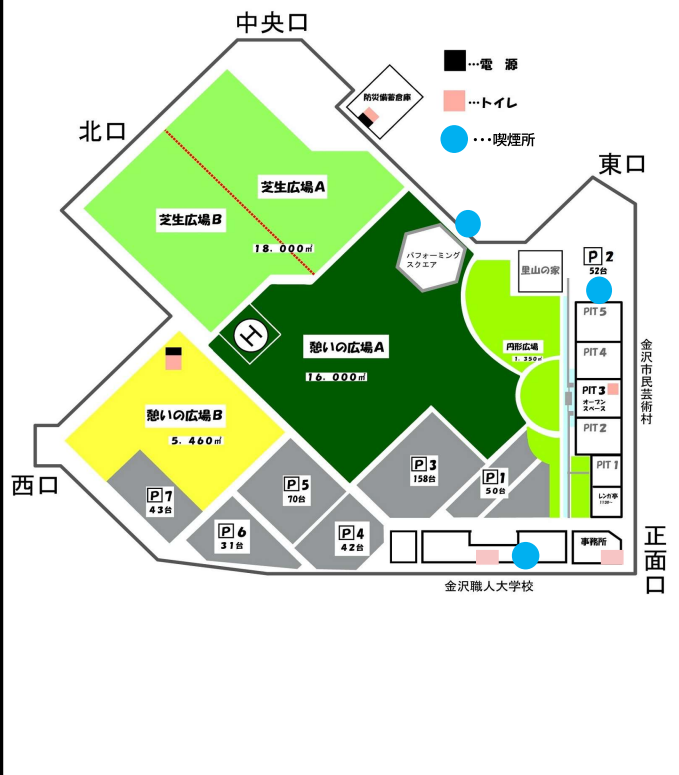 中央口
…電 源
防災備蓄倉庫
…トイレ
北口
…喫煙所
東口
芝生広場A
芝生広場B
18.000㎡
パフォーミング
スクエア
里山の家
P 2
52台
PIT 5
H
憩いの広場A
円形広場
1.350㎡
PIT 4
16.000㎡
金沢市民芸術村
PIT 3
オープン
スペース
憩いの広場B
5.460㎡
PIT 2
西口
P 7
43台
P 5
70台
P 3
158台
P 1
50台
PIT 1
レンガ亭
P 6
31台
P 4
42台
事務所
正面口
金沢職人大学校